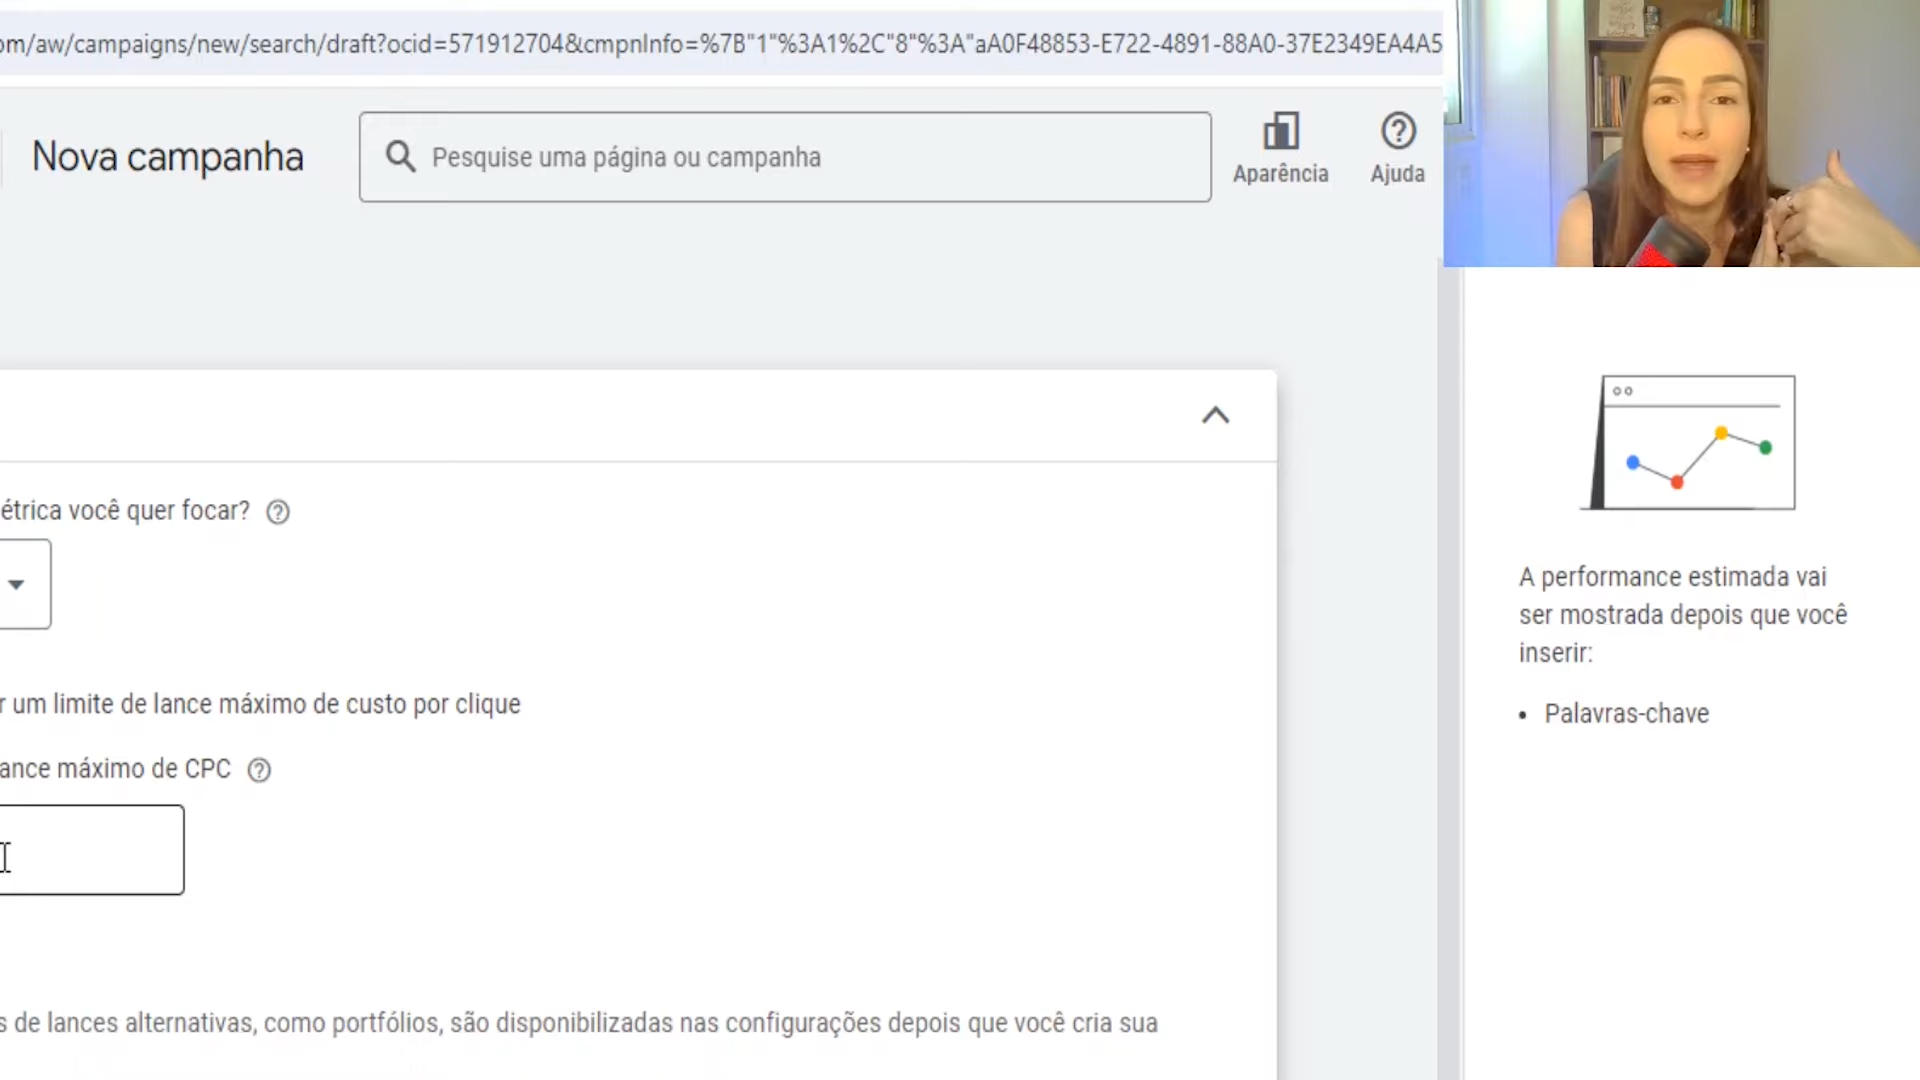 om/aw/campaigns/new/search/draft?ocid=571912704&cmpnInfo=%7B"1"%3A1%2C"8"%3A"aA0F48853-E722-4891-88A0-37E2349EA4A5
Nova campanha
Pesquise uma página ou campanha
Aparência
Ajuda
étrica você quer focar?
r um limite de lance máximo de custo por clique
ance máximo de CPC
s de lances alternativas, como portfólios, são disponibilizadas nas configurações depois que você cria sua
A performance estimada vai
ser mostrada depois que você
inserir:
• Palavras-chave